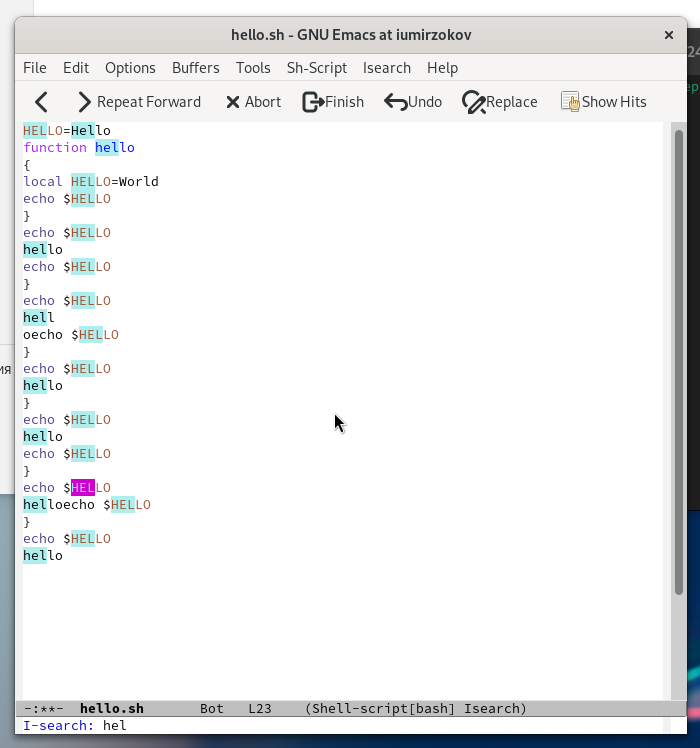 hello.sh - GNU Emacs at iumirzokov
File Edit Options Buffers Tools Sh-Script Isearch Help
Repeat Forward Abort Finish Undo Replace Show Hits
HELLO=Hello
function hello
{
local HELLO=World
echo $HELLO
}
echo $HELLO
hello
echo $HELLO
}
echo $HELLO
hell
oecho $HELLO
}
echo $HELLO
hello
}
echo $HELLO
hello
echo $HELLO
}
echo $HELLO
helloecho $HELLO
}
echo $HELLO
hello
-:**- hello.sh Bot L23 (Shell-script[bash] Isearch)
I-search: hel
ия
24
ер